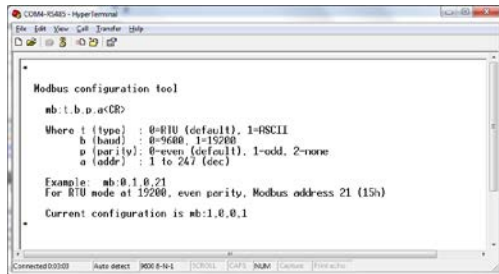 COM4-RS485 - HyperTerminal
File Edit View Call Transfer Help
Modbus configuration tool
mb:t,b,p,a<CR>
Where t (type) : 0=RTU (default), 1=ASCII
b (baud) : 0=9600, 1=19200
p (parity): 0-even (default), 1-odd, 2-none
a (addr) : 1 to 247 (dec)
Example: mb:0,1,0,21
For RTU mode at 19200, even parity, Modbus address 21 (15h)
Current configuration is mb:1,0,0,1
Connected 0:03:03 Auto detect 9600 8-N-1 SCROLL CAPS NUM Capture Print echo